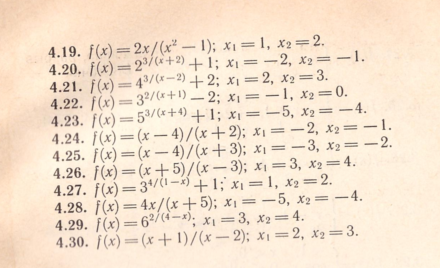 4.19. f(x) = 2x/(x² − 1); x₁ = 1, x₂ = 2.
4.20. f(x) = 2^{3/(x+2)} + 1; x₁ = −2, x₂ = −1.
4.21. f(x) = 4^{3/(x−2)} + 2; x₁ = 2, x₂ = 3.
4.22. f(x) = 3^{2/(x+1)} − 2; x₁ = −1, x₂ = 0.
4.23. f(x) = 5^{3/(x+4)} + 1; x₁ = −5, x₂ = −4.
4.24. f(x) = (x − 4)/(x + 2); x₁ = −2, x₂ = −1.
4.25. f(x) = (x − 4)/(x + 3); x₁ = −3, x₂ = −2.
4.26. f(x) = (x + 5)/(x − 3); x₁ = 3, x₂ = 4.
4.27. f(x) = 3^{4/(1−x)} + 1; x₁ = 1, x₂ = 2.
4.28. f(x) = 4x/(x + 5); x₁ = −5, x₂ = −4.
4.29. f(x) = 6^{2/(4−x)}; x₁ = 3, x₂ = 4.
4.30. f(x) = (x + 1)/(x − 2); x₁ = 2, x₂ = 3.